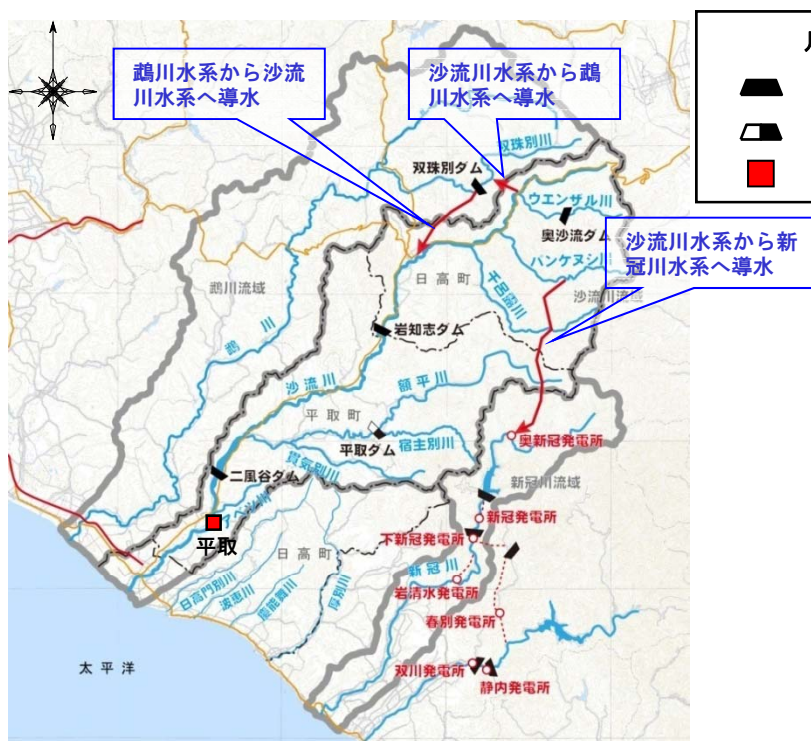 鵡川水系から沙流
川水系へ導水
沙流川水系から鵡
川水系へ導水
双珠別川
双珠別ダム
ウエンザル川
奥沙流ダム
パンケヌシ川
沙流川水系から新
冠川水系へ導水
日高町
千呂露川
沙流川流域
鵡川流域
鵡川
岩知志ダム
沙流川
額平川
平取町
平取ダム
宿主別川
奥新冠発電所
貫気別川
二風谷ダム
新冠川流域
新冠発電所
平取
下新冠発電所
日高町
新冠川
岩清水発電所
日高門別川
波恵川
慶能舞川
厚別川
春別発電所
太平洋
双川発電所
静内発電所